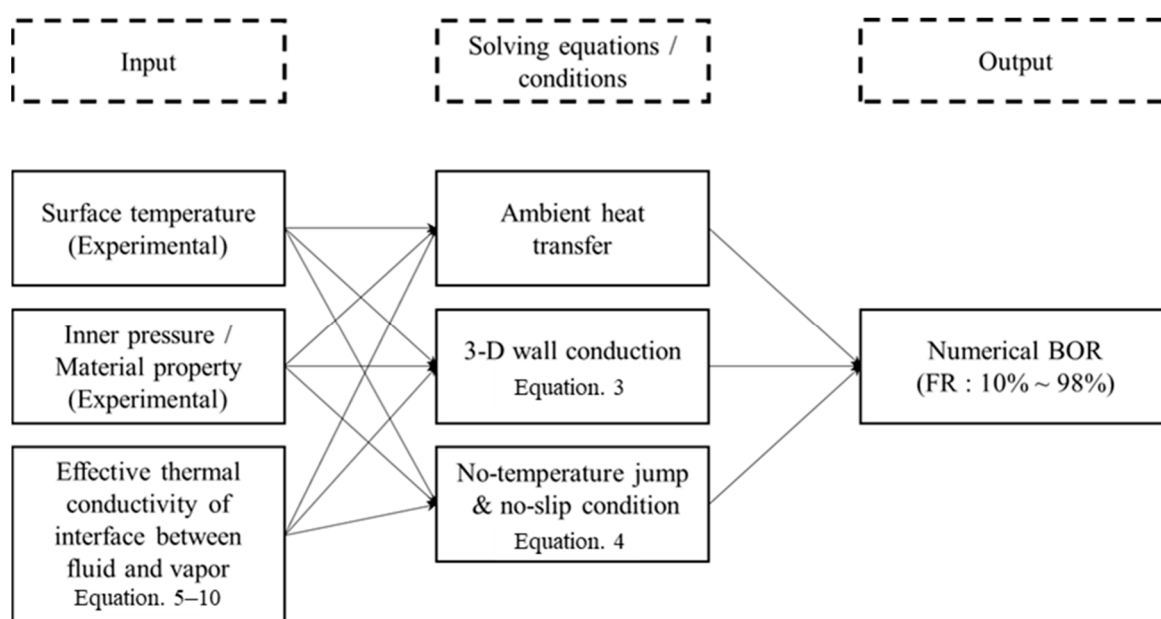 Input
Solving equations /
conditions
Output
Surface temperature
(Experimental)
Ambient heat
transfer
Inner pressure /
Material property
(Experimental)
3-D wall conduction
Equation. 3
Numerical BOR
(FR : 10% ~ 98%)
Effective thermal
conductivity of
interface between
fluid and vapor
Equation. 5–10
No-temperature jump
& no-slip condition
Equation. 4